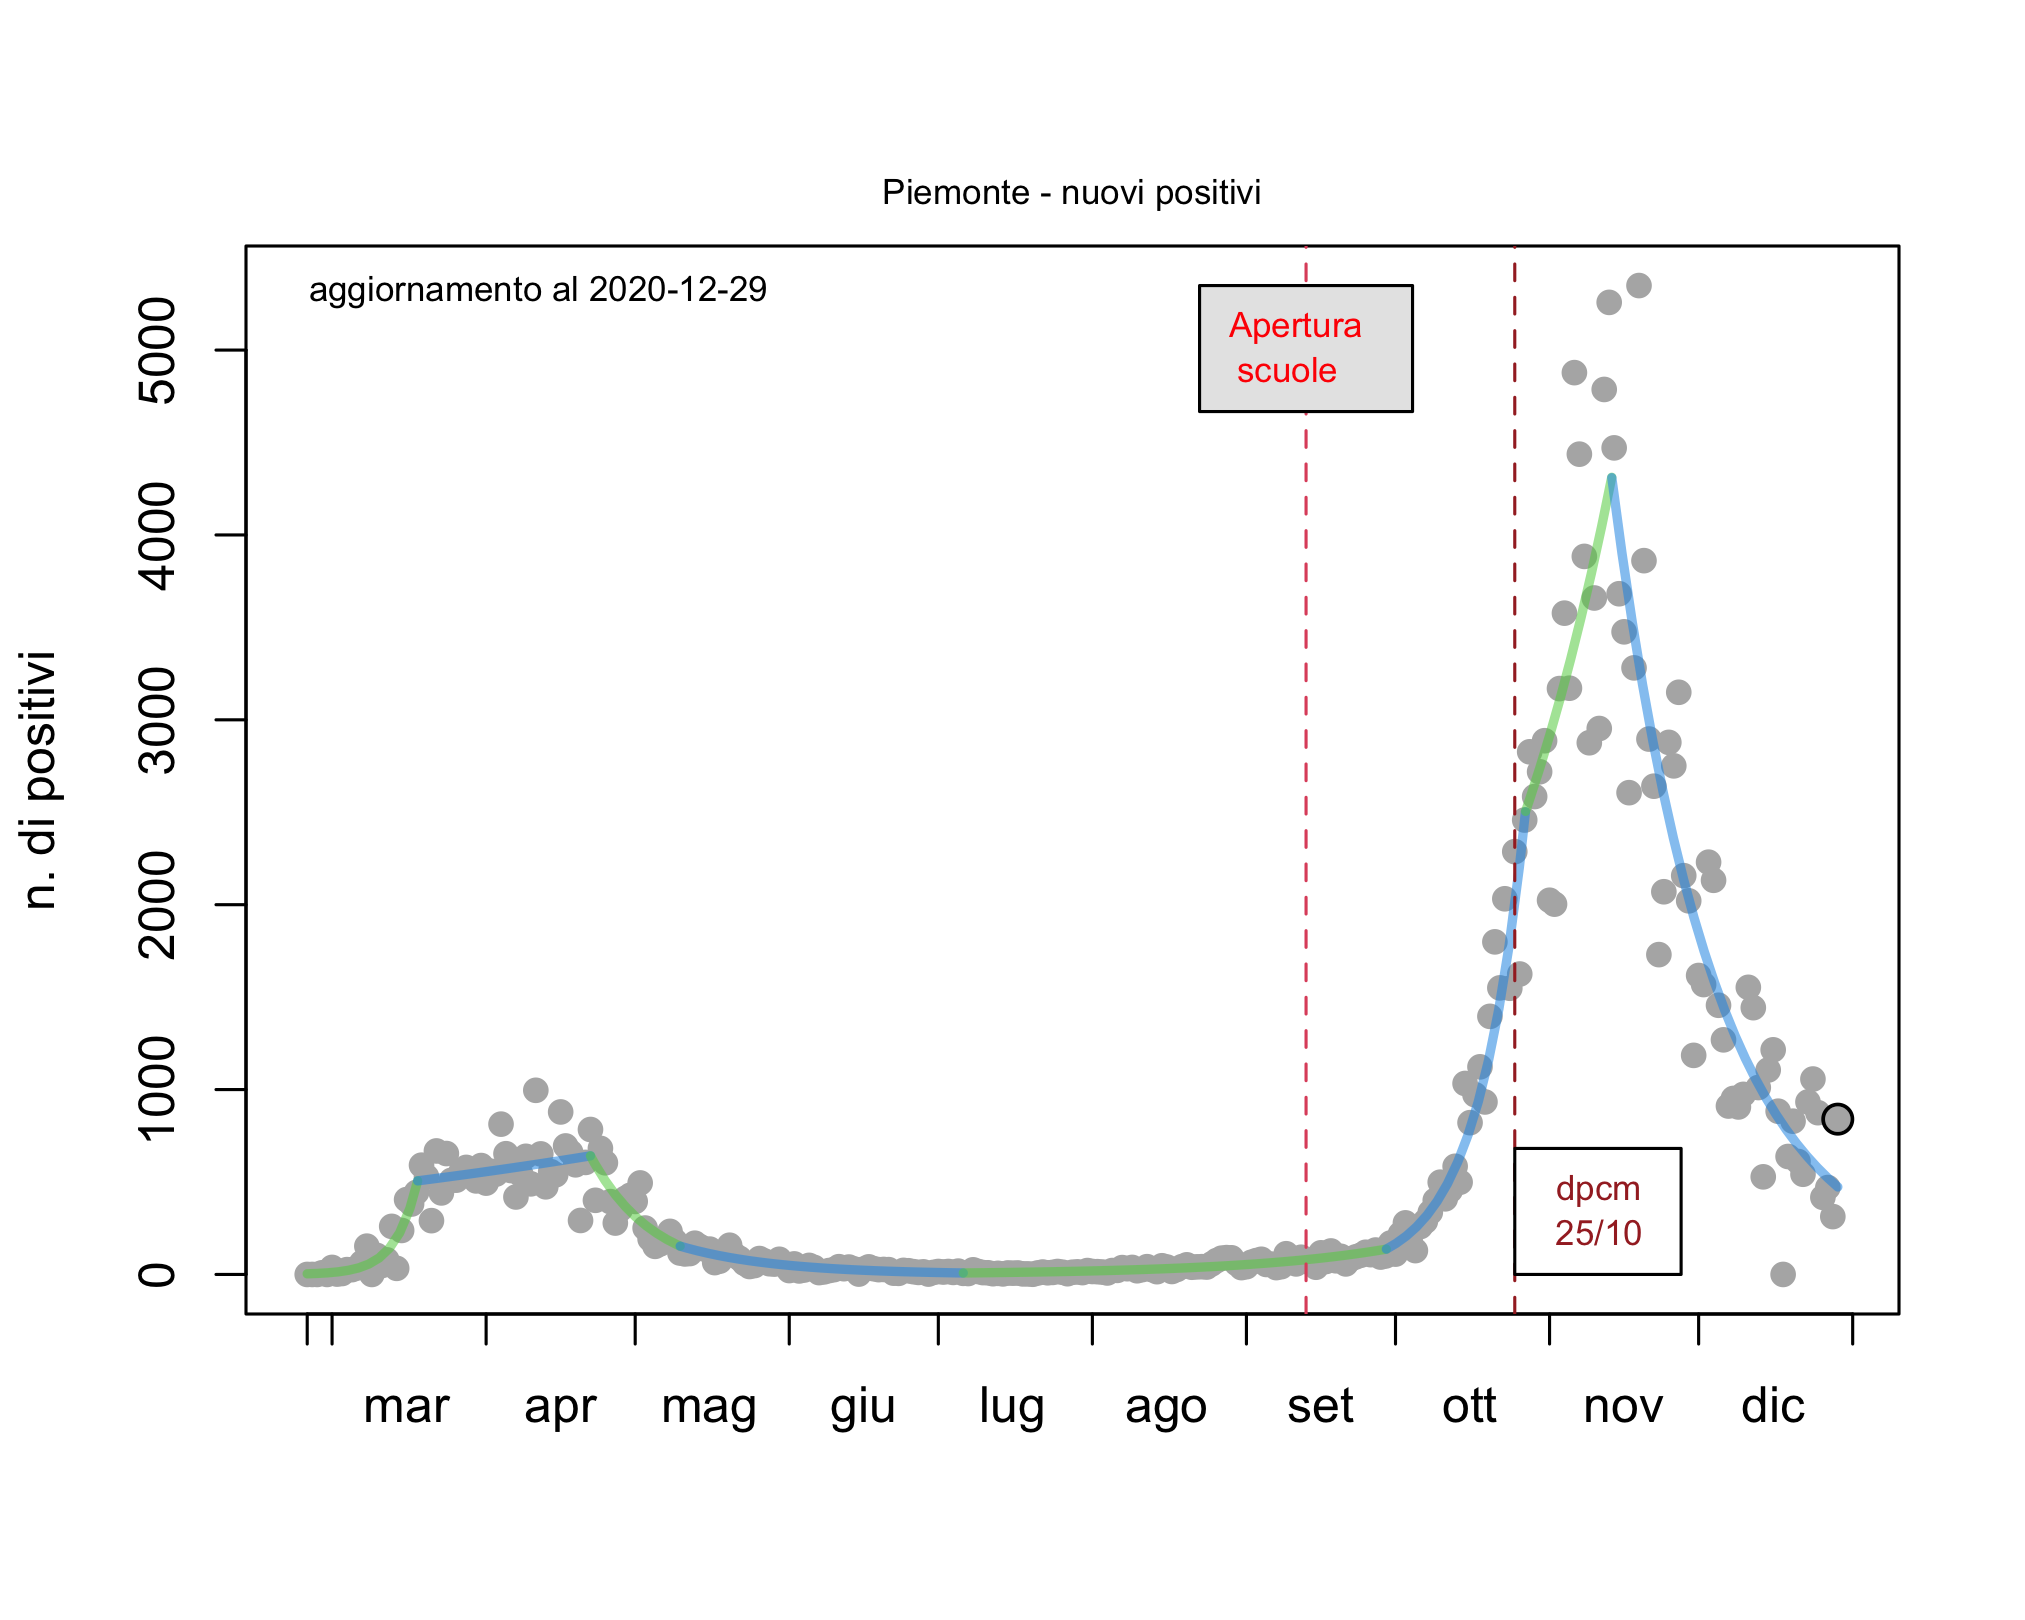 Piemonte - nuovi positivi
aggiornamento al 2020-12-29
Apertura
scuole
n. di positivi
5000
4000
3000
2000
1000
0
dpcm
25/10
mar apr mag giu lug ago set ott nov dic